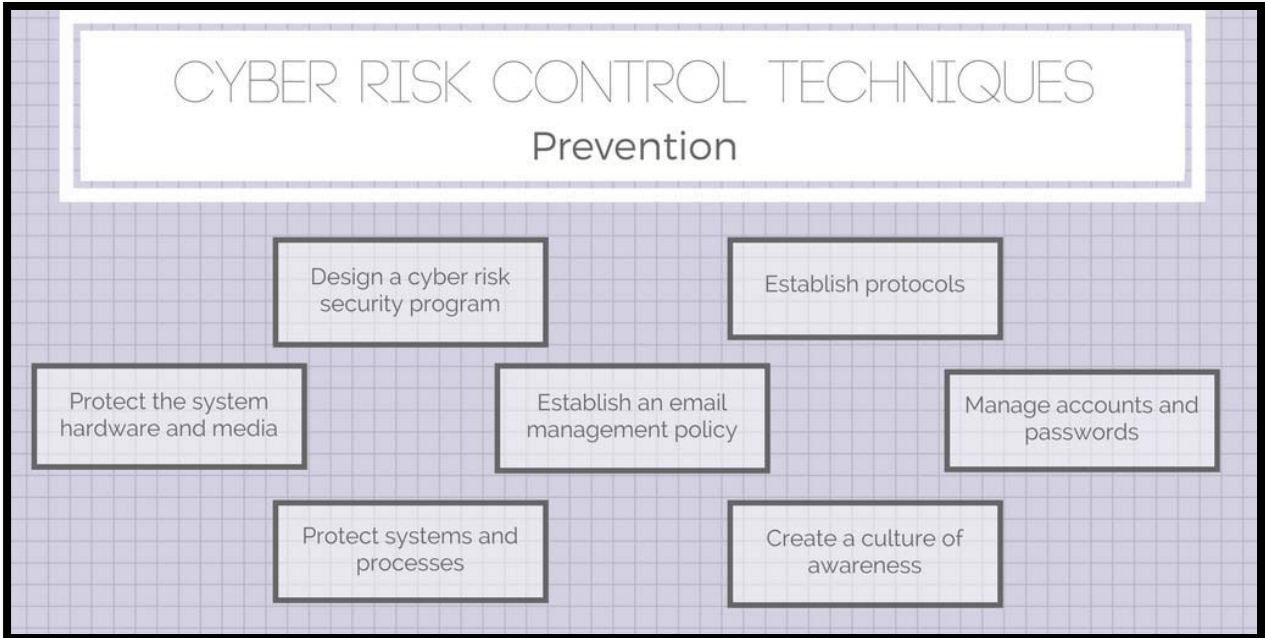 CYBER RISK CONTROL TECHNIQUES
Prevention
Design a cyber risk
security program
Establish protocols
Protect the system
hardware and media
Establish an email
management policy
Manage accounts and
passwords
Protect systems and
processes
Create a culture of
awareness